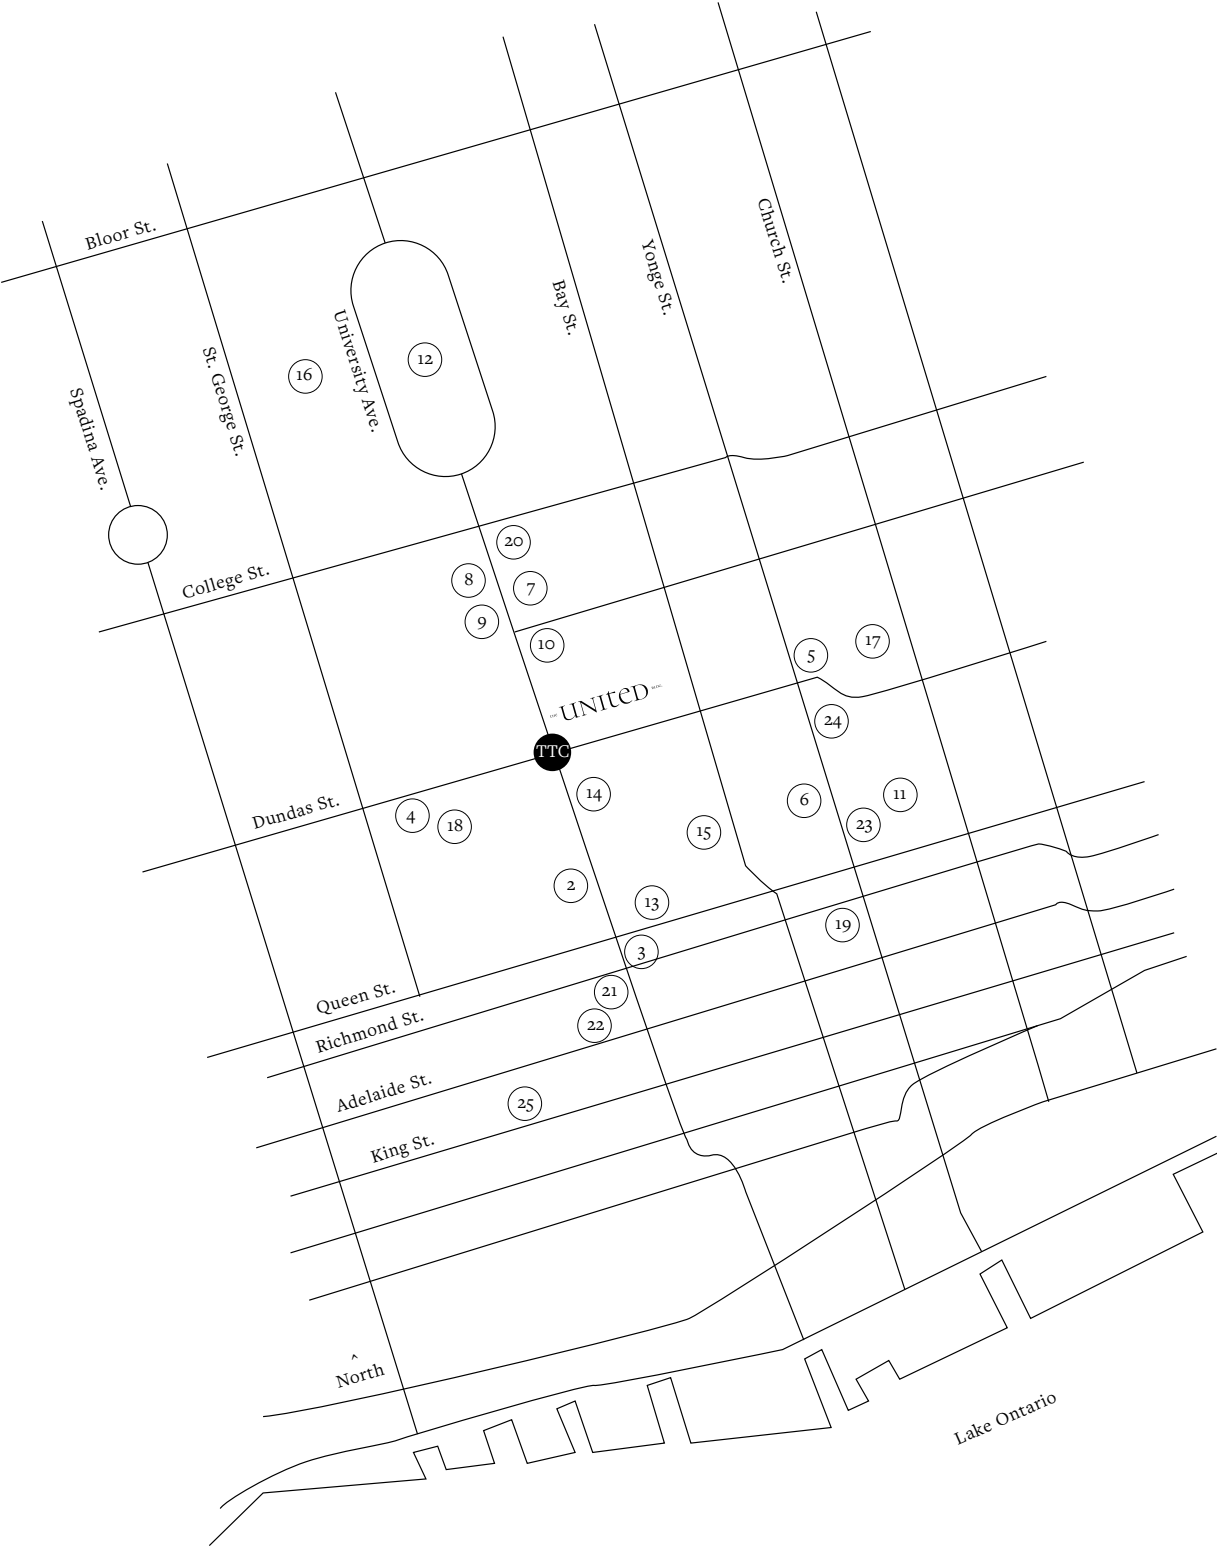 Bloor St.
Church St.
Yonge St.
Bay St.
University Ave.
St. George St.
Spadina Ave.
12
16
College St.
20
8
7
9
10
5
17
UNITED
24
TTC
Dundas St.
14
4
18
6
11
23
15
2
13
19
3
Queen St.
21
Richmond St.
22
Adelaide St.
25
King St.
^
North
Lake Ontario